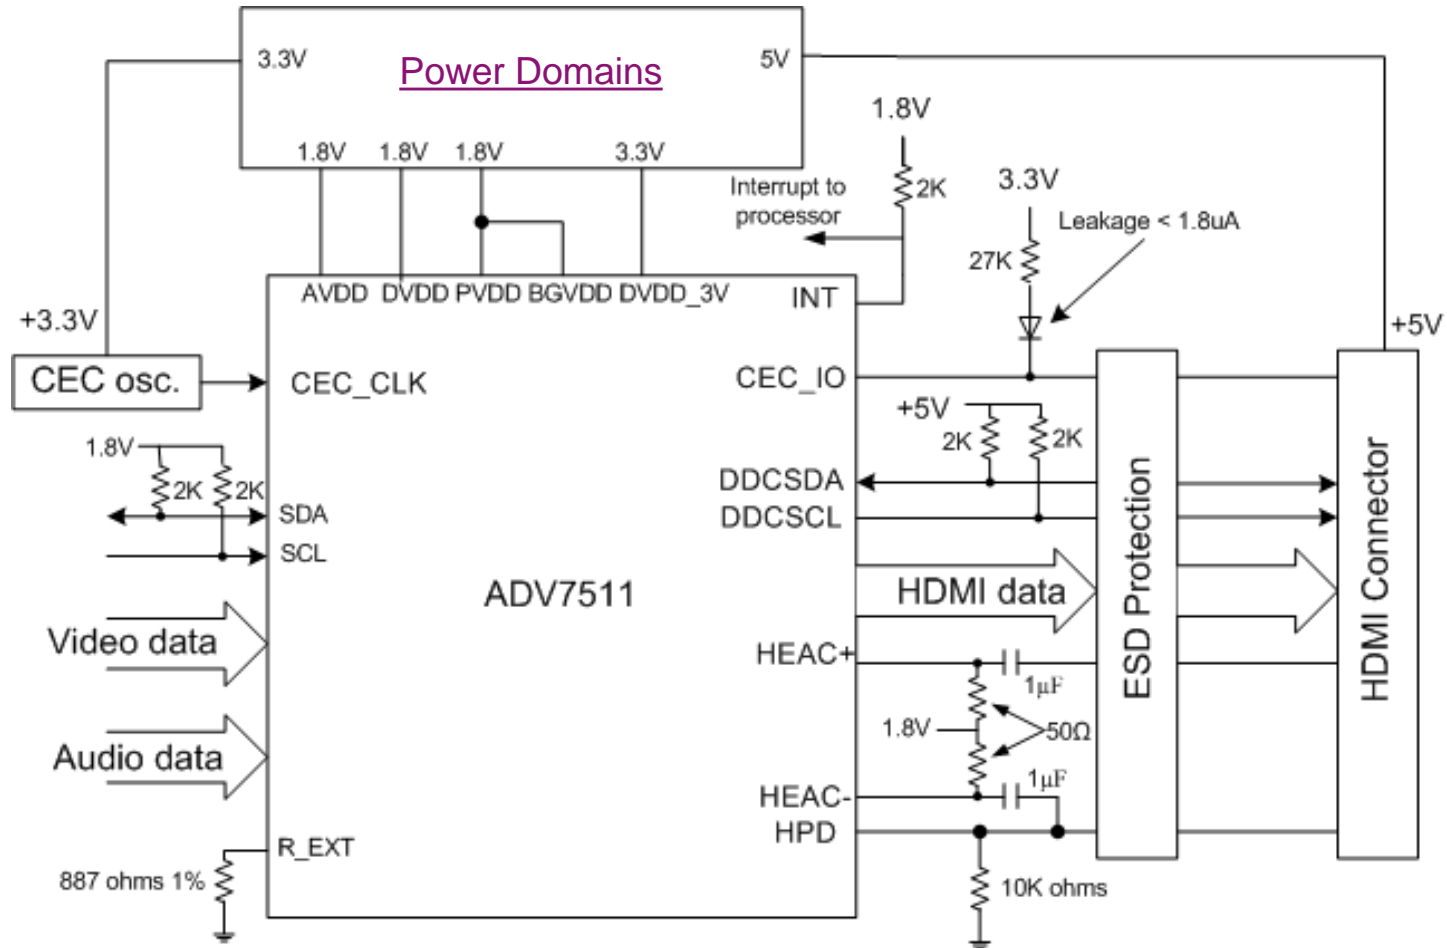 3.3V
Power Domains
5V
1.8V
1.8V
1.8V
3.3V
1.8V
2K
Interrupt to
processor
3.3V
Leakage < 1.8uA
27K
AVDD DVDD PVDD BGVDD DVDD_3V
INT
+3.3V
+5V
CEC osc.
CEC_CLK
CEC_IO
+5V
2K
2K
1.8V
2K
2K
SDA
SCL
DDCSDA
DDCSCL
ADV7511
HDMI data
ESD Protection
HDMI Connector
Video data
HEAC+
1µF
1.8V
50Ω
Audio data
1µF
HEAC-
HPD
R_EXT
887 ohms 1%
10K ohms